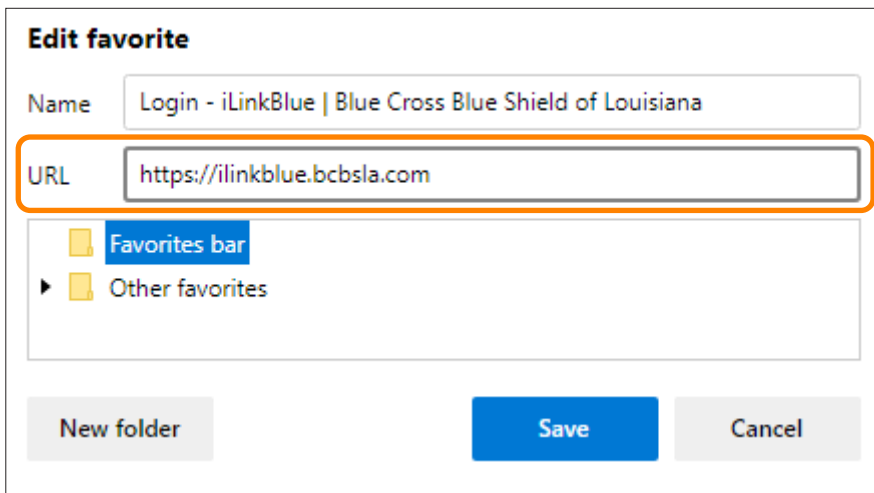 Edit favorite
Name Login - iLinkBlue | Blue Cross Blue Shield of Louisiana
URL https://ilinkblue.bcbsla.com
Favorites bar
Other favorites
New folder Save Cancel